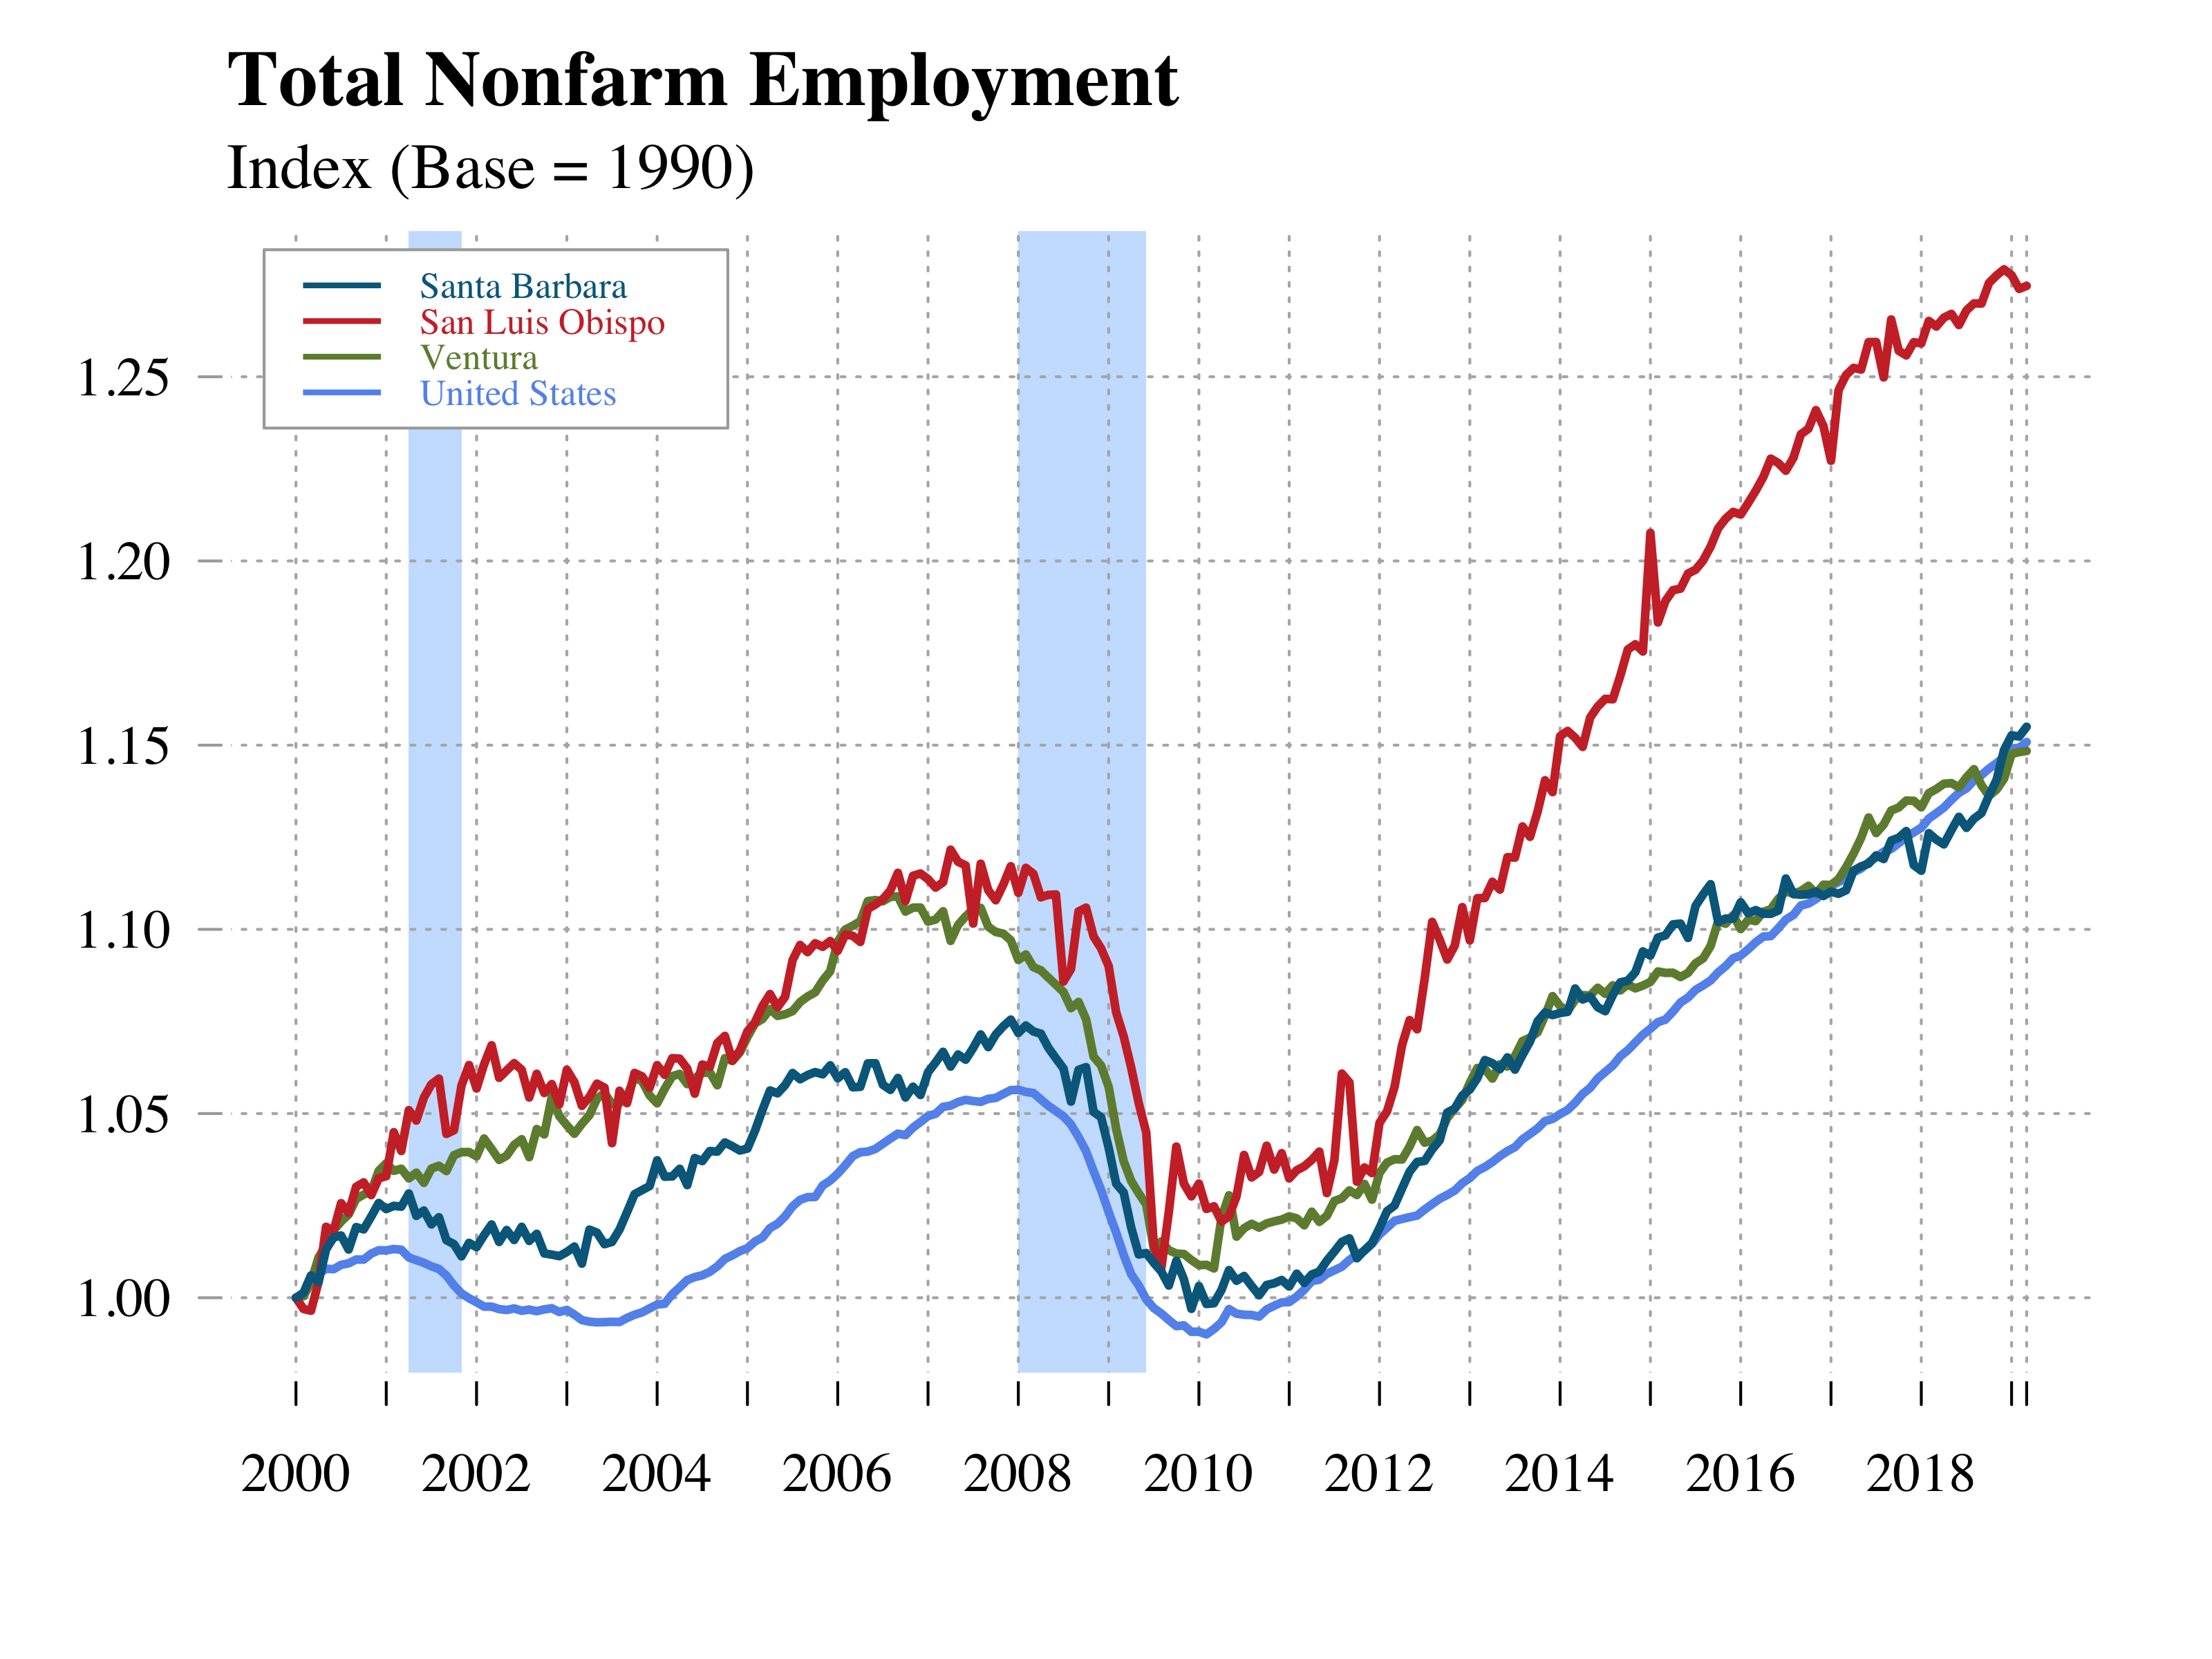 Total Nonfarm Employment
Index (Base = 1990)
Santa Barbara
San Luis Obispo
Ventura
United States
1.25
1.20
1.15
1.10
1.05
1.00
2000 2002 2004 2006 2008 2010 2012 2014 2016 2018